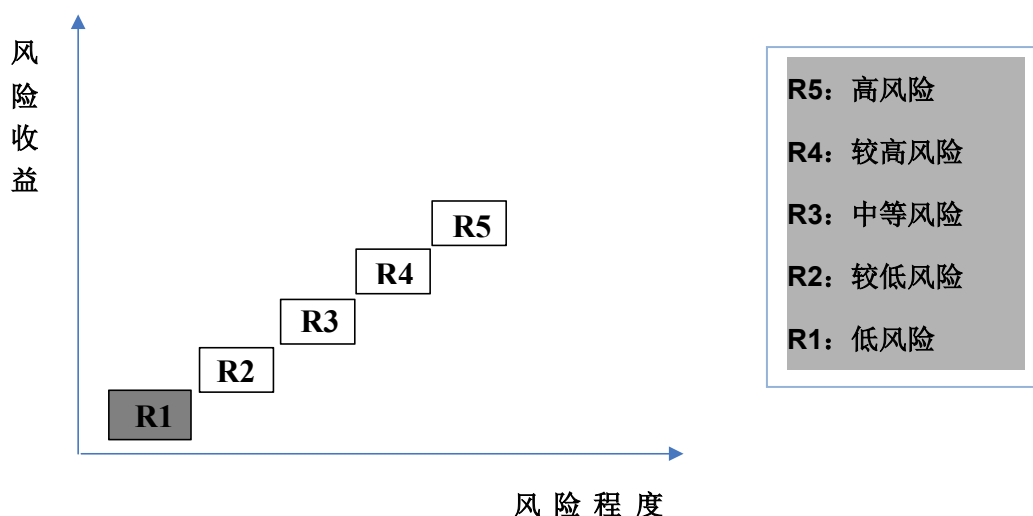 风险收益
R5
R4
R3
R2
R1
风险程度
R5：高风险
R4：较高风险
R3：中等风险
R2：较低风险
R1：低风险